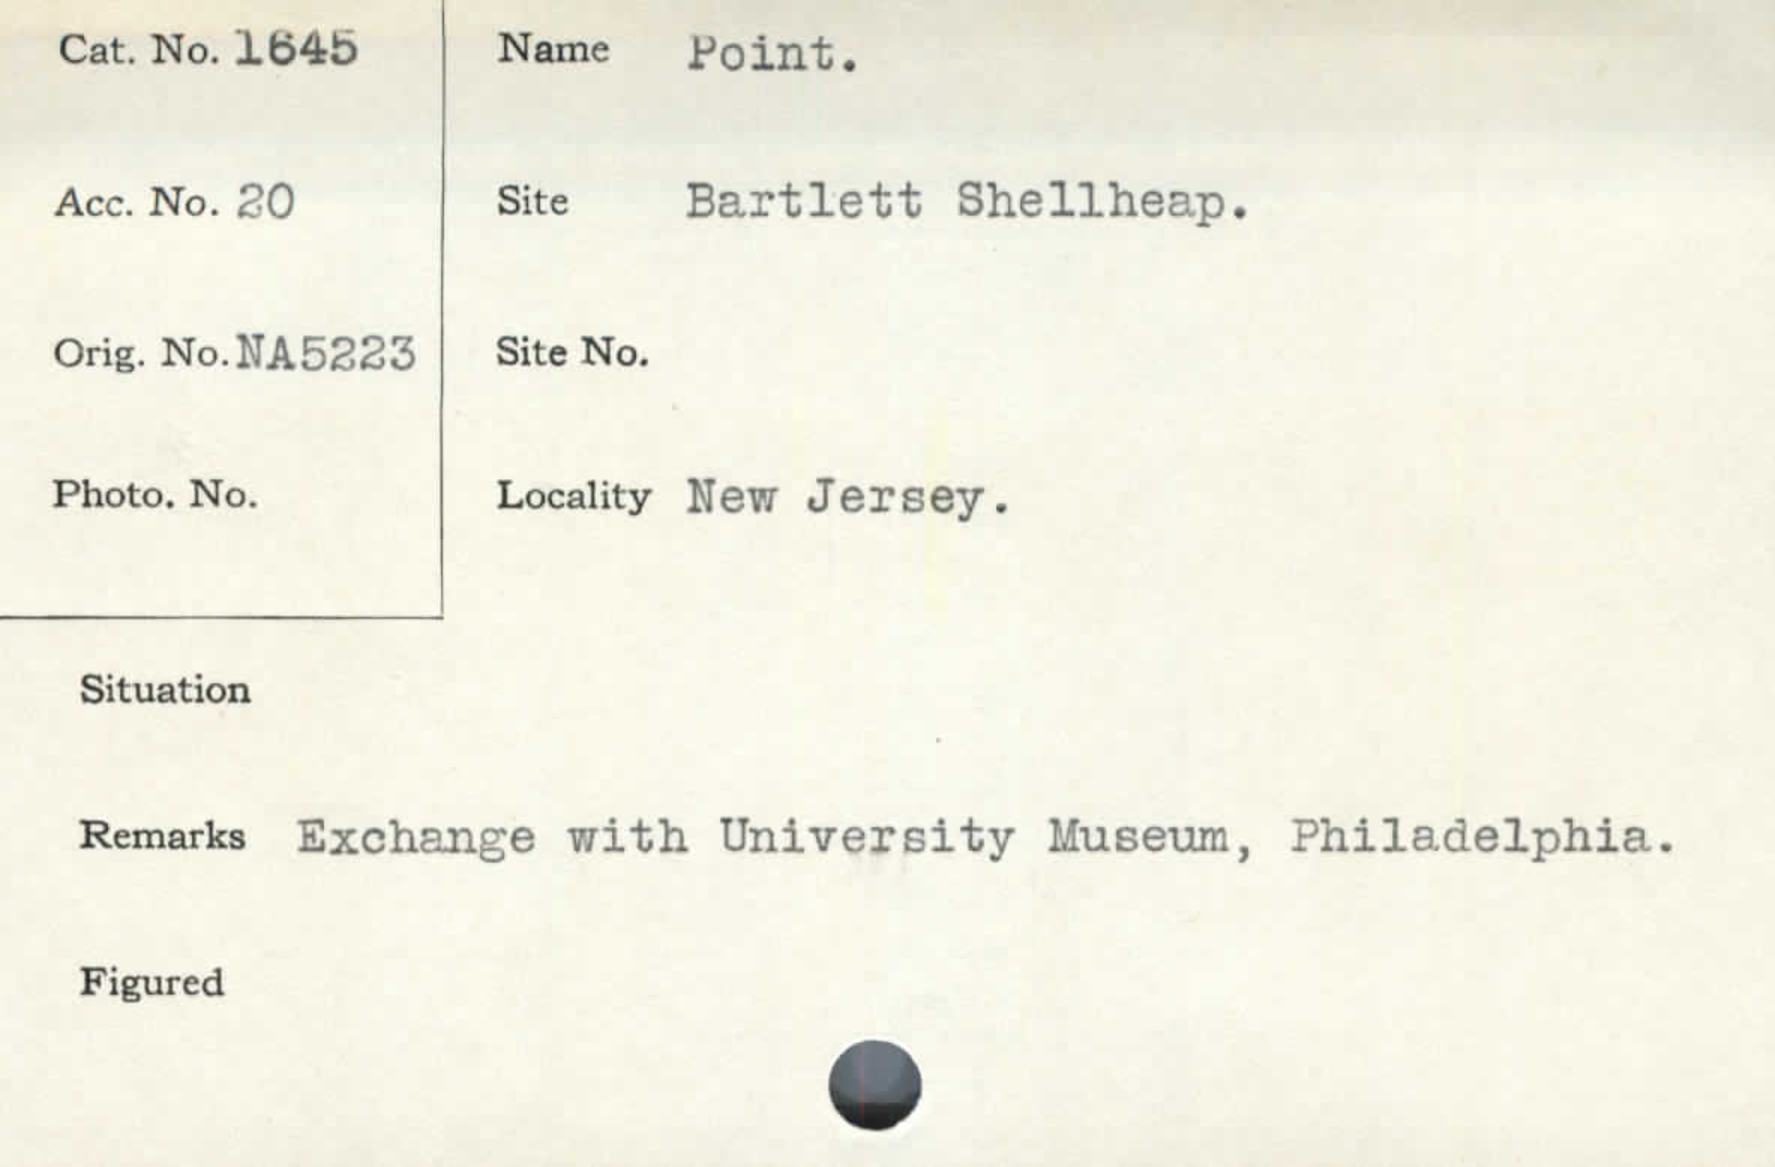 Cat. No. 1645
Acc. No. 20
Orig. No. NA5223
Photo. No.
Name Point.
Site Bartlett Shellheap.
Site No.
Locality New Jersey.
Situation
Remarks Exchange with University Museum, Philadelphia.
Figured